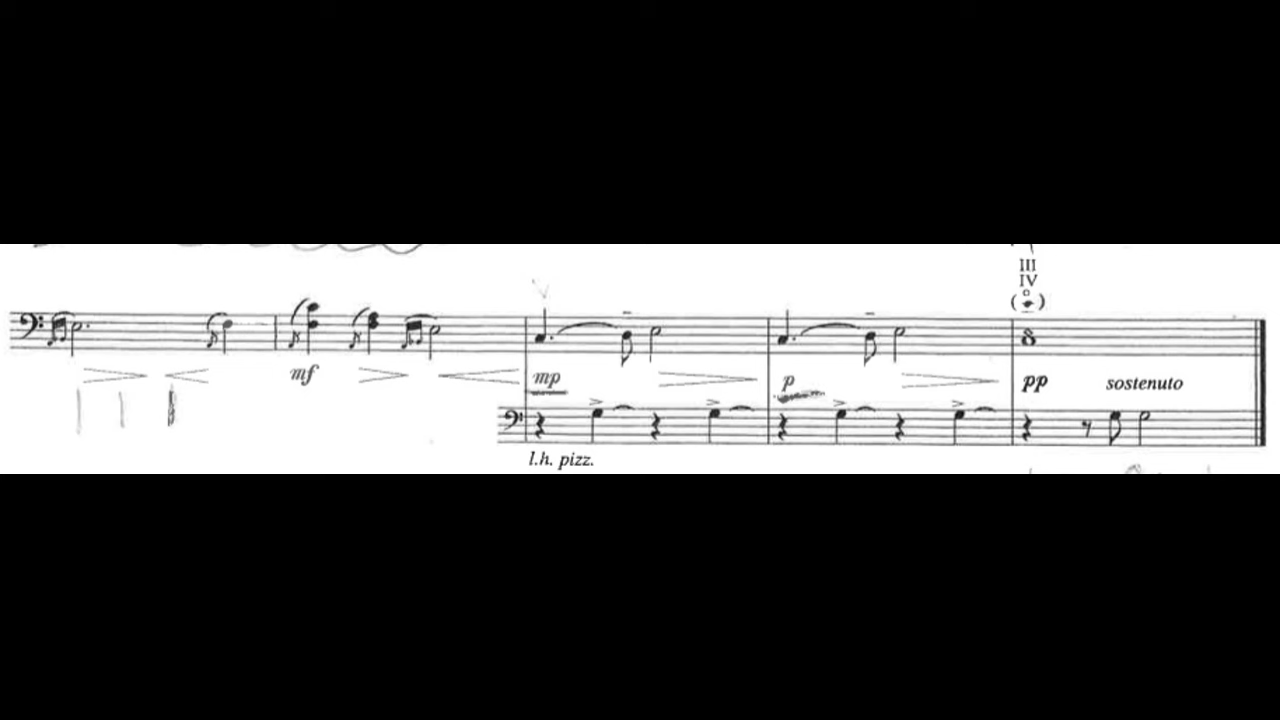 III
IV
mf
mp
p
pp sostenuto
l.h. pizz.